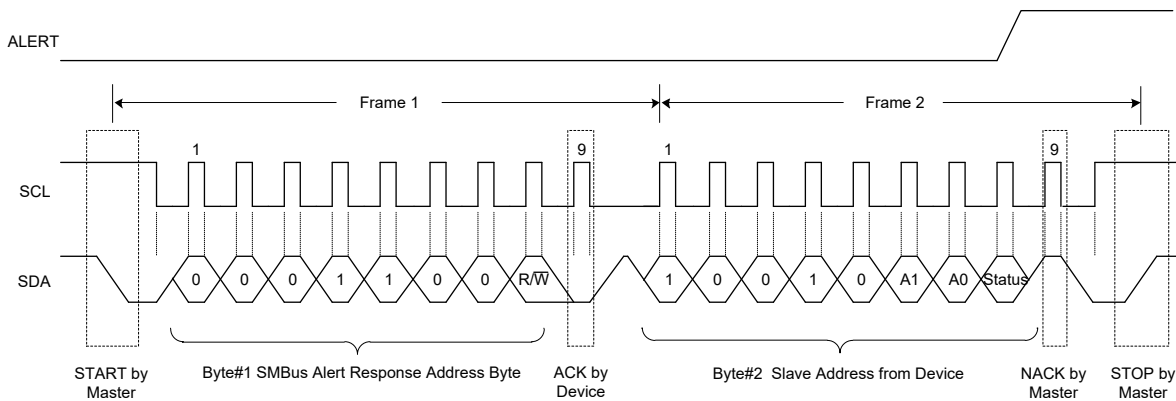 ALERT
Frame 1 Frame 2
1 9 1 9
SCL
SDA 0 0 0 1 1 0 0 R/W̅ 1 0 0 1 0 A1 A0 Status
START by Master
Byte#1 SMBus Alert Response Address Byte
ACK by Device
Byte#2 Slave Address from Device
NACK by Master
STOP by Master